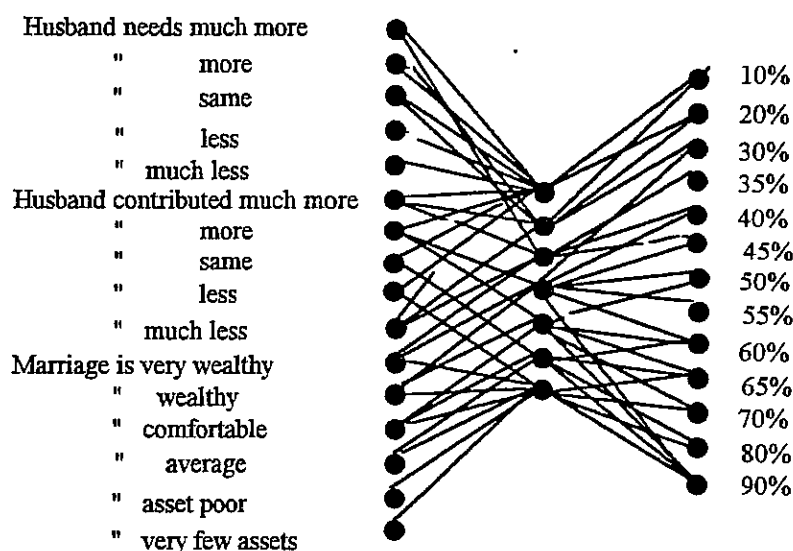 Husband needs much more
" more
" same
" less
" much less
Husband contributed much more
" more
" same
" less
" much less
Marriage is very wealthy
" wealthy
" comfortable
" average
" asset poor
" very few assets
10%
20%
30%
35%
40%
45%
50%
55%
60%
65%
70%
80%
90%